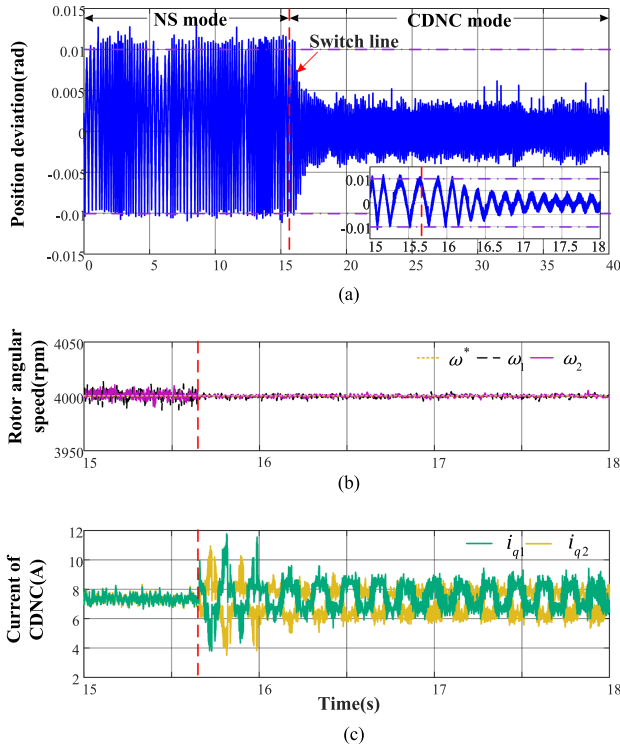 NS mode
CDNC mode
Switch line
Position deviation(rad)
0.015
0.01
0.005
0
-0.005
-0.01
-0.015
0 5 10 15 20 25 30 35 40
0.01
0
-0.01
15 15.5 16 16.5 17 17.5 18
(a)
Rotor angular
speed(rpm)
4050
4000
3950
ω* ω1 ω2
15 16 17 18
(b)
Current of
CDNC(A)
12
10
8
6
4
2
iq1 iq2
15 16 17 18
Time(s)
(c)